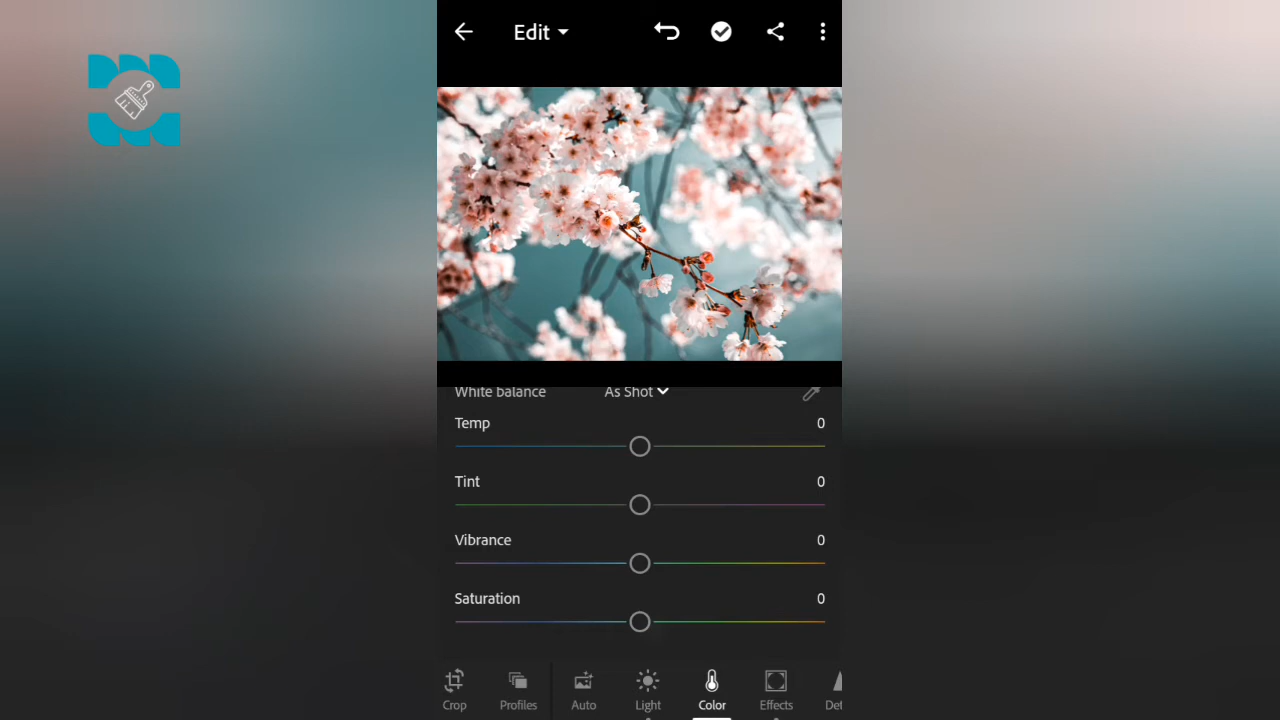 Edit
White balance As Shot
Temp 0
Tint 0
Vibrance 0
Saturation 0
Crop Profiles Auto Light Color Effects Det